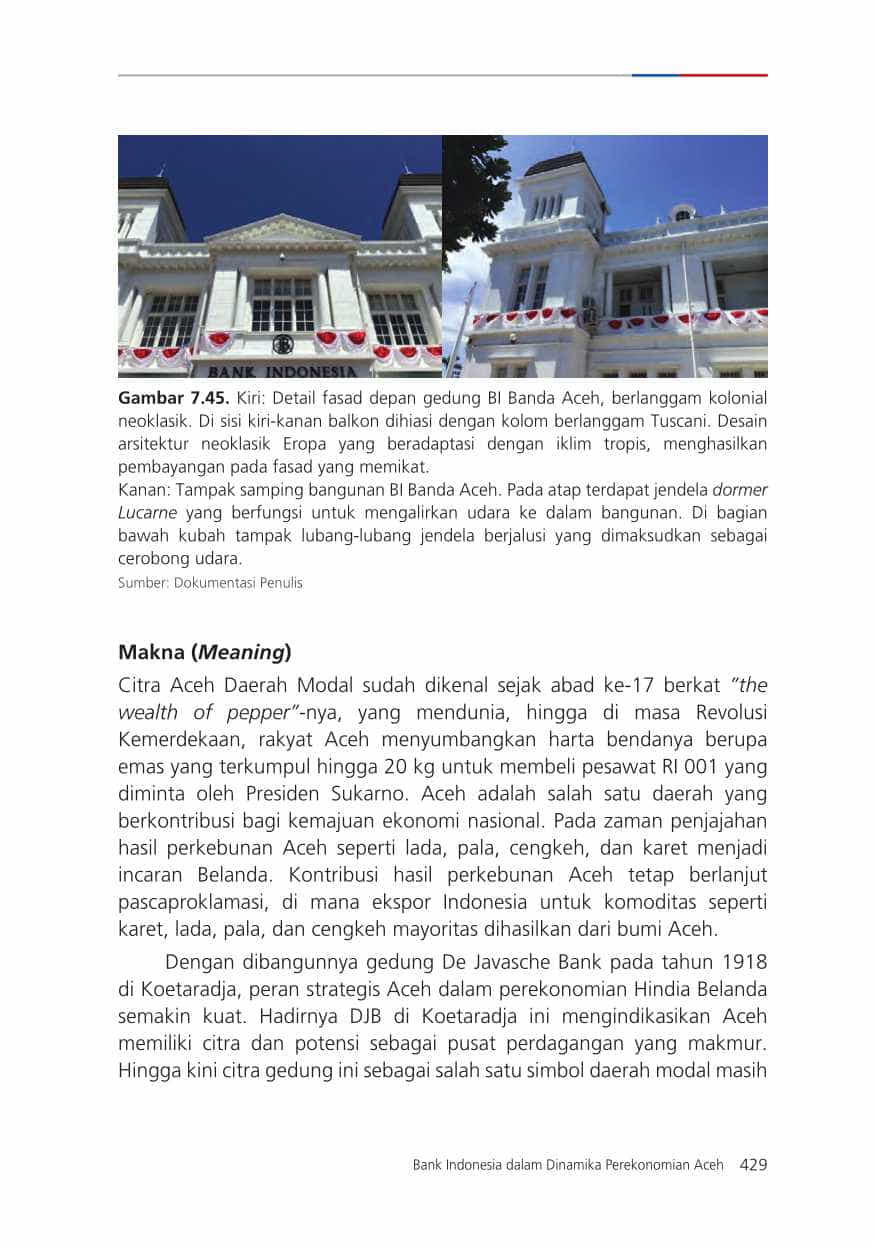 BANK INDONESIA
Gambar 7.45. Kiri: Detail fasad depan gedung BI Banda Aceh, berlanggam kolonial
neoklasik. Di sisi kiri-kanan balkon dihiasi dengan kolom berlanggam Tuscani. Desain
arsitektur neoklasik Eropa yang beradaptasi dengan iklim tropis, menghasilkan
pembayangan pada fasad yang memikat.
Kanan: Tampak samping bangunan BI Banda Aceh. Pada atap terdapat jendela dormer
Lucarne yang berfungsi untuk mengalirkan udara ke dalam bangunan. Di bagian
bawah kubah tampak lubang-lubang jendela berjalusi yang dimaksudkan sebagai
cerobong udara.
Sumber: Dokumentasi Penulis
Makna (Meaning)
Citra Aceh Daerah Modal sudah dikenal sejak abad ke-17 berkat ”the
wealth of pepper”-nya, yang mendunia, hingga di masa Revolusi
Kemerdekaan, rakyat Aceh menyumbangkan harta bendanya berupa
emas yang terkumpul hingga 20 kg untuk membeli pesawat RI 001 yang
diminta oleh Presiden Sukarno. Aceh adalah salah satu daerah yang
berkontribusi bagi kemajuan ekonomi nasional. Pada zaman penjajahan
hasil perkebunan Aceh seperti lada, pala, cengkeh, dan karet menjadi
incaran Belanda. Kontribusi hasil perkebunan Aceh tetap berlanjut
pascaproklamasi, di mana ekspor Indonesia untuk komoditas seperti
karet, lada, pala, dan cengkeh mayoritas dihasilkan dari bumi Aceh.
Dengan dibangunnya gedung De Javasche Bank pada tahun 1918
di Koetaradja, peran strategis Aceh dalam perekonomian Hindia Belanda
semakin kuat. Hadirnya DJB di Koetaradja ini mengindikasikan Aceh
memiliki citra dan potensi sebagai pusat perdagangan yang makmur.
Hingga kini citra gedung ini sebagai salah satu simbol daerah modal masih
Bank Indonesia dalam Dinamika Perekonomian Aceh 429